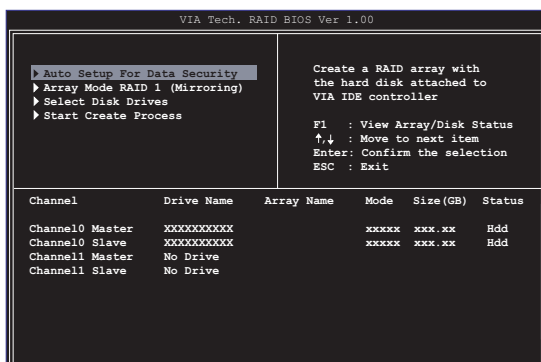 VIA Tech. RAID BIOS Ver 1.00
Auto Setup For Data Security
Array Mode RAID 1 (Mirroring)
Select Disk Drives
Start Create Process
Create a RAID array with
the hard disk attached to
VIA IDE controller
F1 : View Array/Disk Status
↑,↓ : Move to next item
Enter: Confirm the selection
ESC : Exit
Channel Drive Name Array Name Mode Size(GB) Status
Channel0 Master XXXXXXXXXX xxxxx xxx.xx Hdd
Channel0 Slave XXXXXXXXXX xxxxx xxx.xx Hdd
Channel1 Master No Drive
Channel1 Slave No Drive